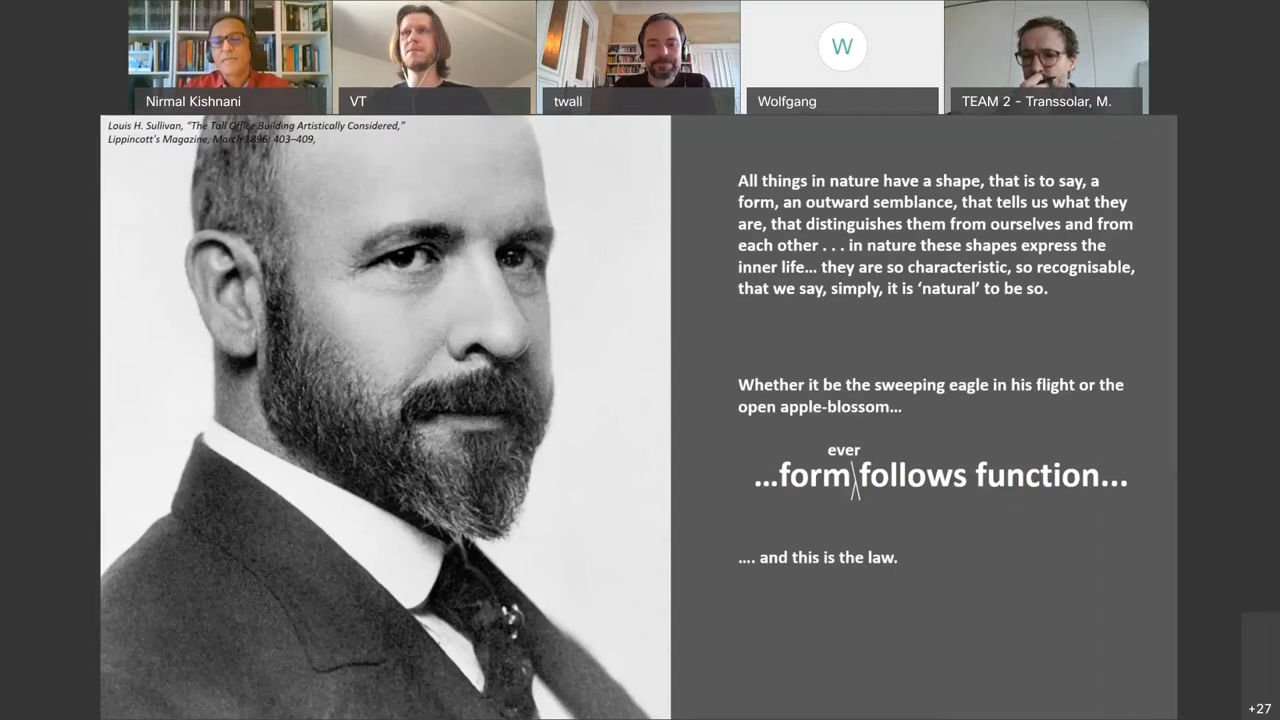 Nirmal Kishnani
VT
twall
W
Wolfgang
TEAM 2 - Transsolar, M.
Louis H. Sullivan, “The Tall Office Building Artistically Considered,”
Lippincott's Magazine, March 1896: 403–409,
All things in nature have a shape, that is to say, a
form, an outward semblance, that tells us what they
are, that distinguishes them from ourselves and from
each other . . . in nature these shapes express the
inner life... they are so characteristic, so recognisable,
that we say, simply, it is ‘natural’ to be so.
Whether it be the sweeping eagle in his flight or the
open apple-blossom...
ever
...form follows function...
.... and this is the law.
+27